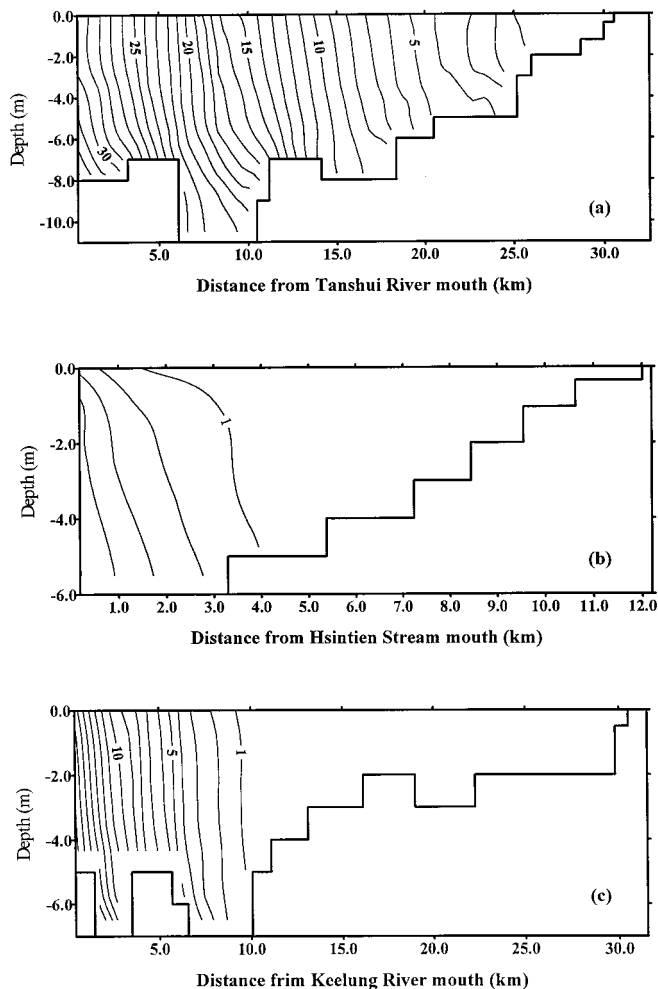 0.0
-2.0
-4.0
-6.0
-8.0
-10.0
Depth (m)
30
25
20
15
10
5
(a)
5.0 10.0 15.0 20.0 25.0 30.0
Distance from Tanshui River mouth (km)
0.0
-2.0
-4.0
-6.0
Depth (m)
1
(b)
1.0 2.0 3.0 4.0 5.0 6.0 7.0 8.0 9.0 10.0 11.0 12.0
Distance from Hsintien Stream mouth (km)
0.0
-2.0
-4.0
-6.0
Depth (m)
10
5
1
(c)
5.0 10.0 15.0 20.0 25.0 30.0
Distance frim Keelung River mouth (km)